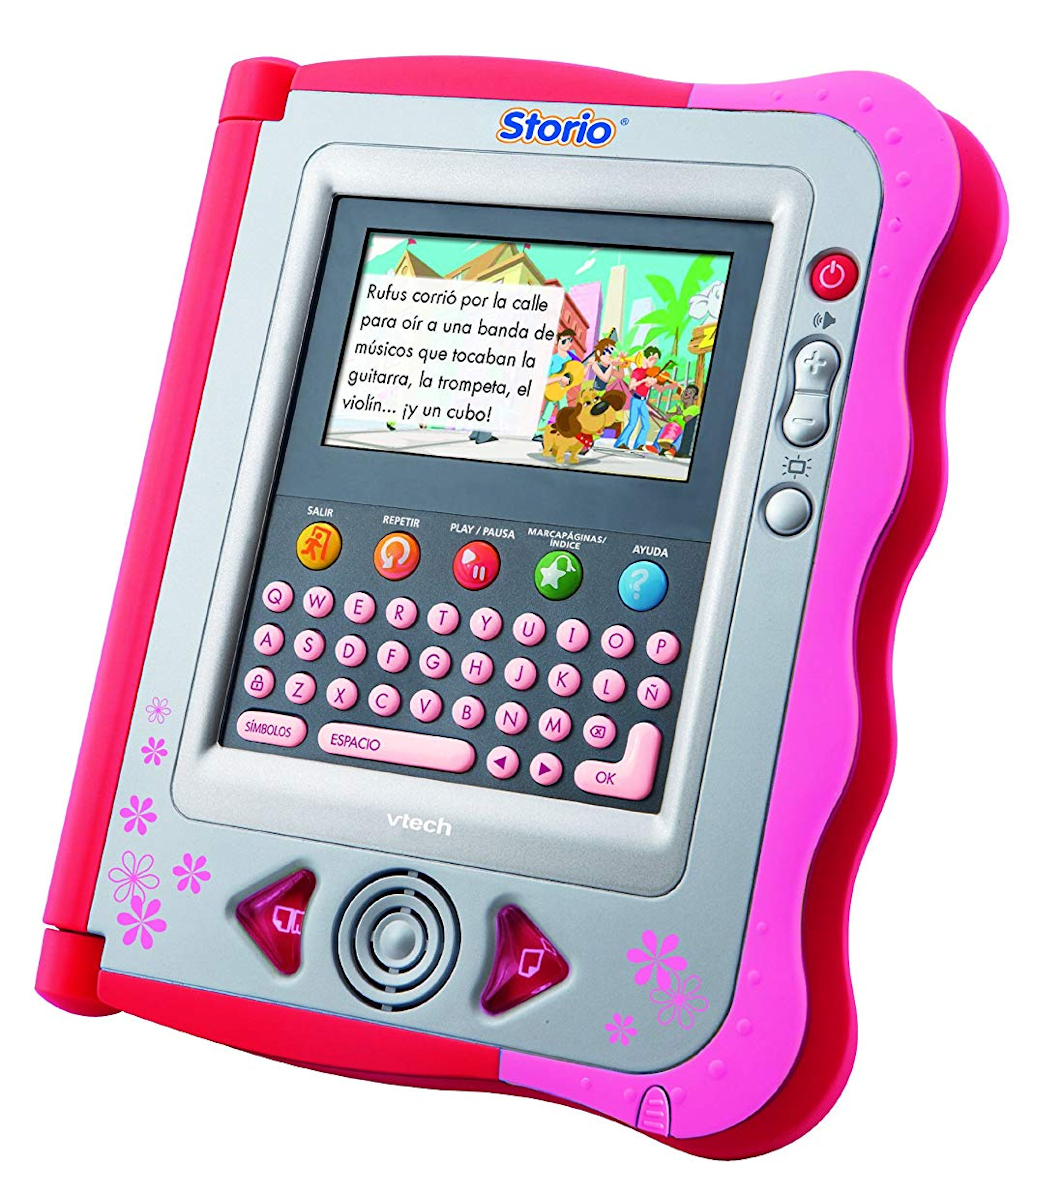 Storio®
Rufus corrió por la calle
para oír a una banda de
músicos que tocaban la
guitarra, la trompeta, el
violín... ¡y un cubo!
SALIR
REPETIR
PLAY / PAUSA
MARCAPÁGINAS/
ÍNDICE
AYUDA
?
Q W E R T Y U I O P
A S D F G H J K L Ñ
Z X C V B N M
SÍMBOLOS
ESPACIO
OK
vtech